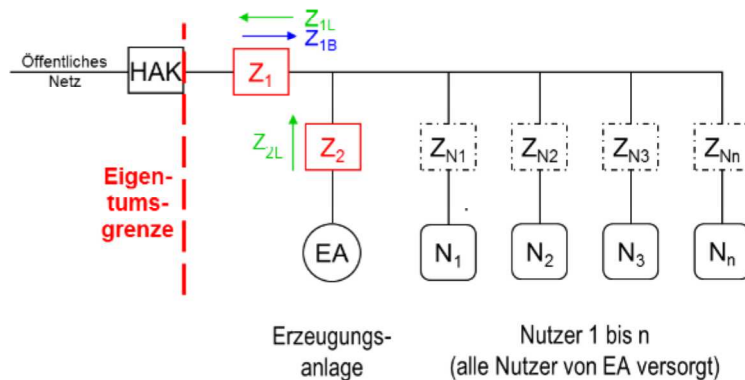 Z1L
Z1B
Öffentliches
Netz
HAK
Z1
Z2L
Z2
ZN1
ZN2
ZN3
ZNn
Eigen-
tums-
grenze
EA
N1
N2
N3
Nn
Erzeugungs-
anlage
Nutzer 1 bis n
(alle Nutzer von EA versorgt)